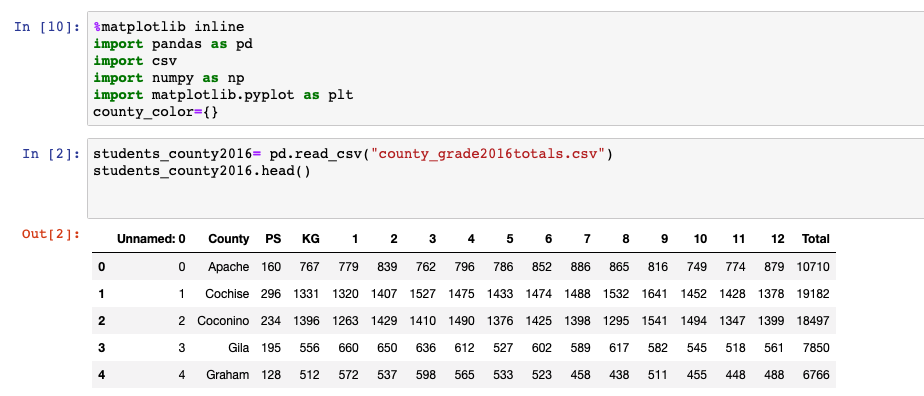 In [10]: %matplotlib inline
import pandas as pd
import csv
import numpy as np
import matplotlib.pyplot as plt
county_color={}
In [2]: students_county2016= pd.read_csv("county_grade2016totals.csv")
students_county2016.head()
Out[2]:
Unnamed: 0 County PS KG 1 2 3 4 5 6 7 8 9 10 11 12 Total
0 0 Apache 160 767 779 839 762 796 786 852 886 865 816 749 774 879 10710
1 1 Cochise 296 1331 1320 1407 1527 1475 1433 1474 1488 1532 1641 1452 1428 1378 19182
2 2 Coconino 234 1396 1263 1429 1410 1490 1376 1425 1398 1295 1541 1494 1347 1399 18497
3 3 Gila 195 556 660 650 636 612 527 602 589 617 582 545 518 561 7850
4 4 Graham 128 512 572 537 598 565 533 523 458 438 511 455 448 488 6766